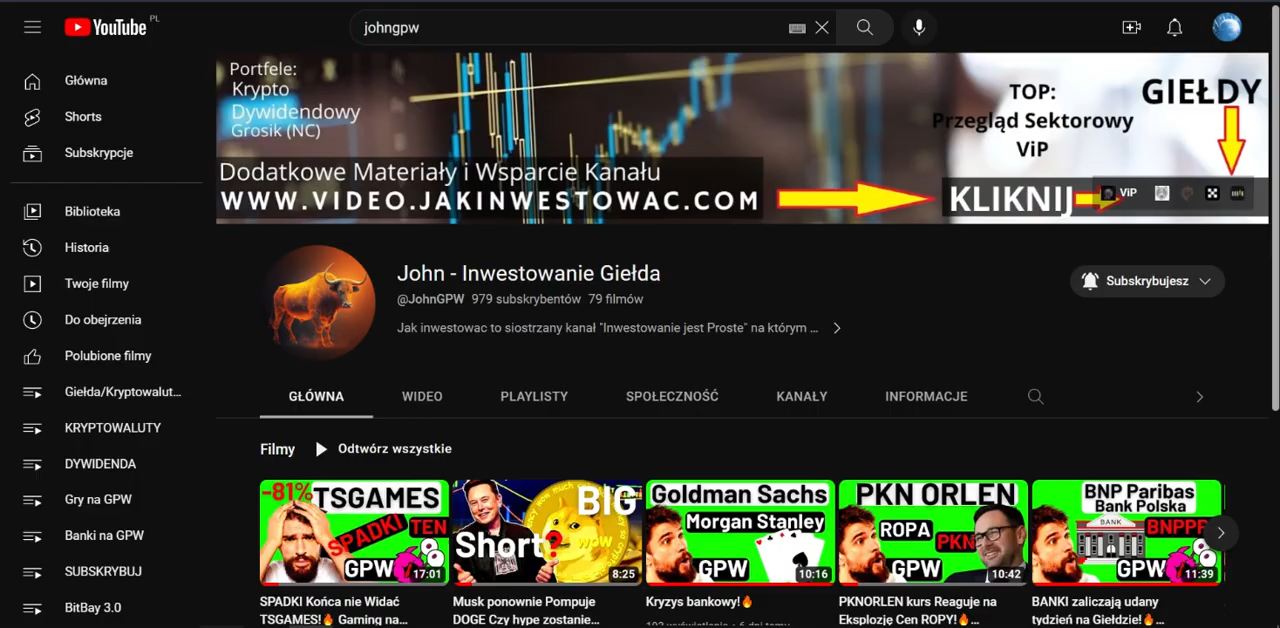 YouTube PL
johngpw
Główna
Shorts
Subskrypcje
Biblioteka
Historia
Twoje filmy
Do obejrzenia
Polubione filmy
Giełda/Kryptowalut...
KRYPTOWALUTY
DYWIDENDA
Gry na GPW
Banki na GPW
SUBSKRYBUJ
BitBay 3.0
Portfele:
Krypto
Dywidendowy
Grosik (NC)
Dodatkowe Materiały i Wsparcie Kanału
WWW.VIDEO.JAKINWESTOWAC.COM
TOP:
Przegląd Sektorowy
ViP
GIEŁDY
KLIKNIJ
ViP
John - Inwestowanie Giełda
@JohnGPW 979 subskrybentów 79 filmów
Jak inwestowac to siostrzany kanał "Inwestowanie jest Proste" na którym ...
Subskrybujesz
GŁÓWNA WIDEO PLAYLISTY SPOŁECZNOŚĆ KANAŁY INFORMACJE
Filmy Odtwórz wszystkie
-81% TSGAMES
SPADKI TEN
GPW
17:01
SPADKI Końca nie Widać
TSGAMES! Gaming na...
BIG
Short?
wow
8:25
Musk ponownie Pompuje
DOGE Czy hype zostanie...
Goldman Sachs
Morgan Stanley
GPW
10:16
Kryzys bankowy!
103 wyświetlenia • 6 dni temu
PKN ORLEN
ROPA
PKN
GPW
10:42
PKNORLEN kurs Reaguje na
Eksplozję Cen ROPY!...
BNP Paribas
Bank Polska
BANK
BNPPP
GPW
11:39
BANKI zaliczają udany
tydzień na Giełdzie!...